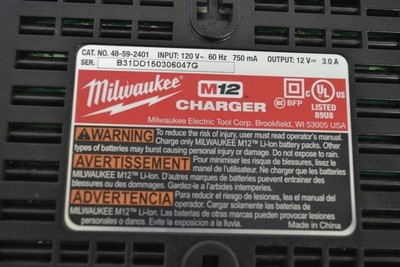 CAT. NO. 48-59-2401 INPUT: 120 V~ 60 Hz 750 mA OUTPUT: 12 V⎓ 3.0 A
SER. B31DD150306047G
Milwaukee
M12
CHARGER
C UL US
LISTED
89U8
BFP
Milwaukee Electric Tool Corp. Brookfield, WI 53005 USA
WARNING To reduce the risk of injury, user must read operator's manual.
Charge only MILWAUKEE M12™ Li-Ion battery packs. Other
types of batteries may burst causing personal injury or damage. Do not expose to rain.
AVERTISSEMENT Pour minimiser les risques de blessures, lisez le
manuel de l'utilisateur. Ne charger que les batteries
MILWAUKEE M12™ Li-Ion. D'autres marques de batteries peuvent entraîner
des blessures ou des dommages. Gardez-le à l'abri des intempéries.
ADVERTENCIA Para reducir el riesgo de lesiones, lea el manual del
operador. Cargue solamente las baterías de
MILWAUKEE M12™ Li-Ion. Las baterías de otras marcas pueden provocar lesiones
personales o daños. Evite la exposición a la lluvia.
Made in China